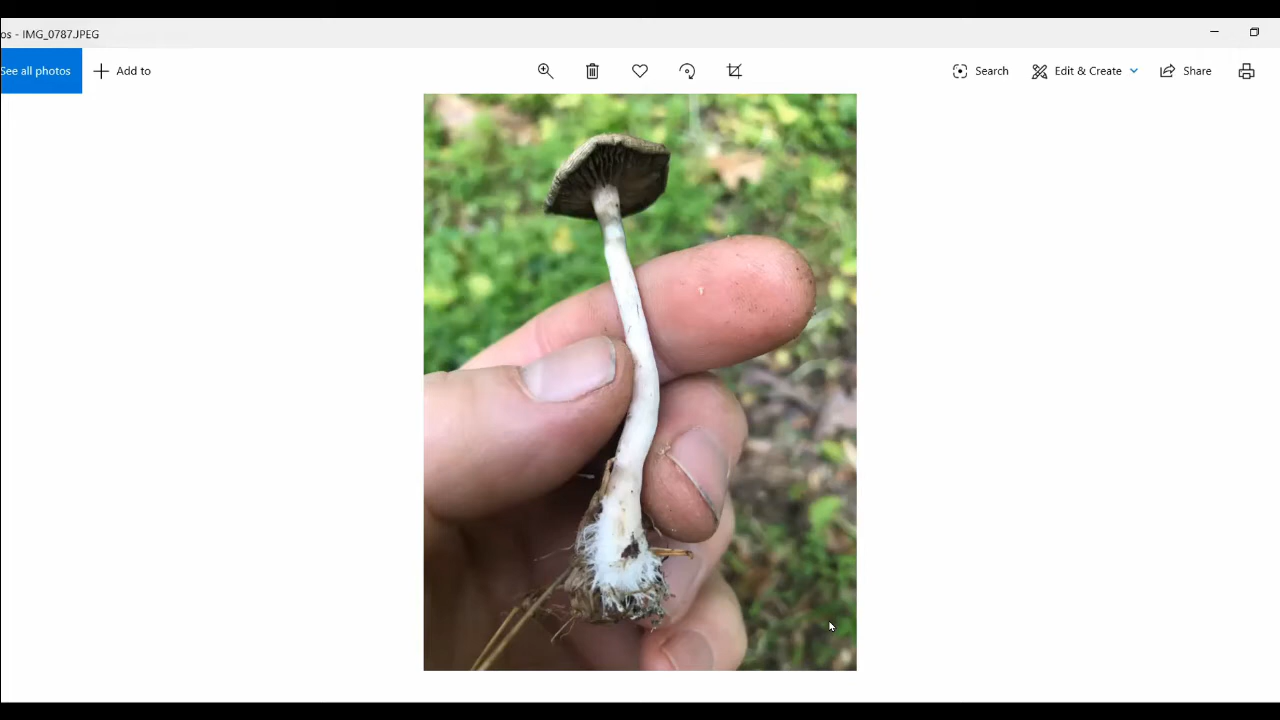 os - IMG_0787.JPEG
See all photos
Add to
Search
Edit & Create
Share